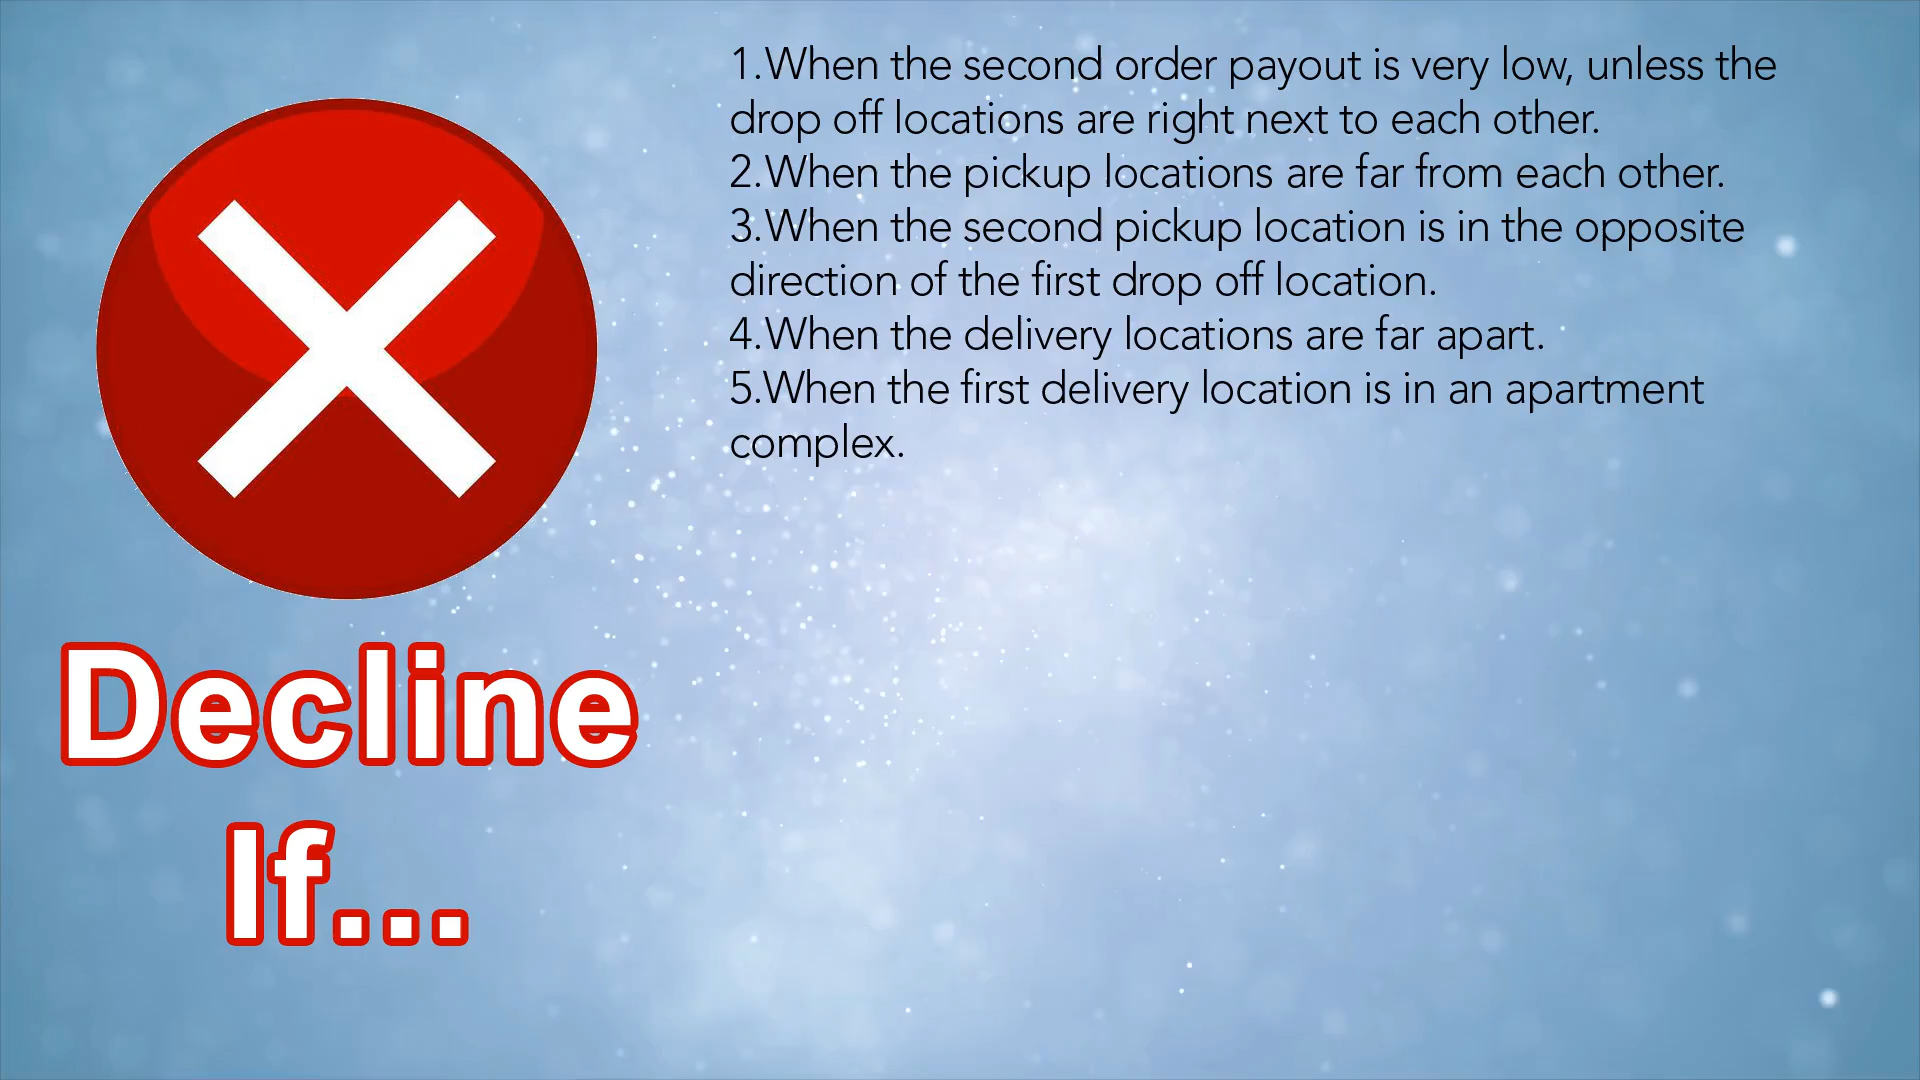 1.When the second order payout is very low, unless the
drop off locations are right next to each other.
2.When the pickup locations are far from each other.
3.When the second pickup location is in the opposite
direction of the first drop off location.
4.When the delivery locations are far apart.
5.When the first delivery location is in an apartment
complex.
Decline
If...